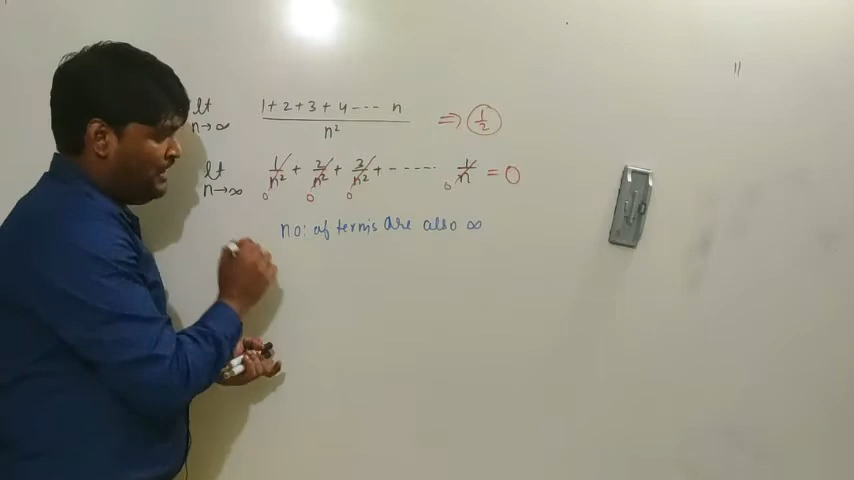 lt n→∞ 1+2+3+4---- n / n² ⇒ 1/2
lt n→∞ 1/n² + 2/n² + 3/n² + ------ 1/n = 0
0 0 0 0
no: of terms are also ∞